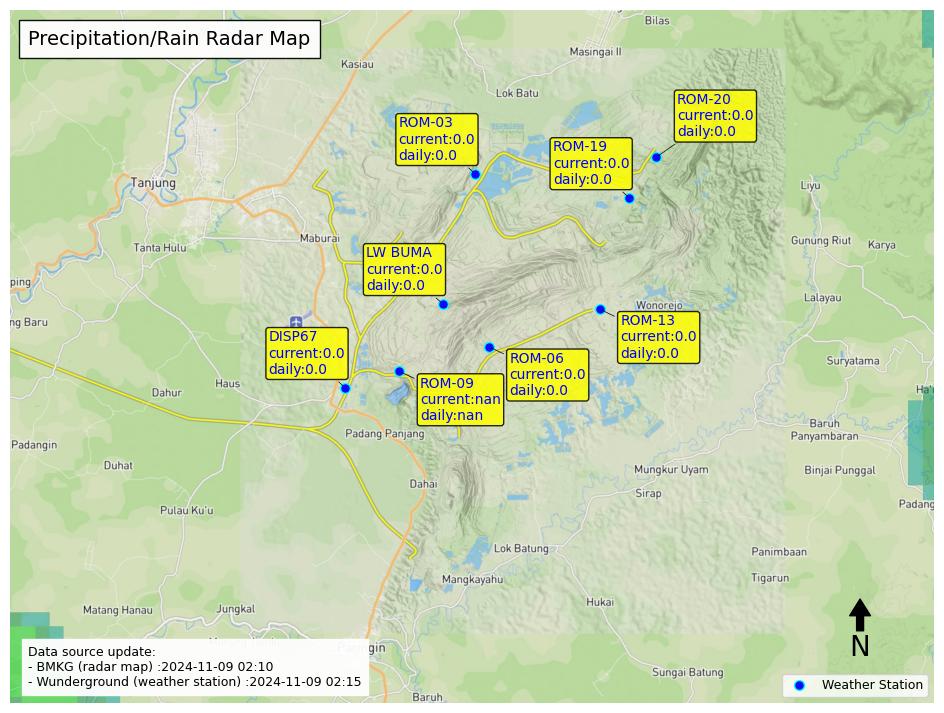 Precipitation/Rain Radar Map
Bilas
Masingai II
Kasiau
Lok Batu
ROM-20
current:0.0
daily:0.0
ROM-03
current:0.0
daily:0.0
ROM-19
current:0.0
daily:0.0
Tanjung
Liyu
Maburai
Tanta Hulu
Gunung Riut
Karya
LW BUMA
current:0.0
daily:0.0
ping
Lalayau
Wonorejo
ng Baru
ROM-13
current:0.0
daily:0.0
DISP67
current:0.0
daily:0.0
ROM-06
current:0.0
daily:0.0
Suryatama
Haus
Dahur
ROM-09
current:nan
daily:nan
Ha'
Baruh
Panyambaran
Padang Panjang
Padangin
Duhat
Mungkur Uyam
Binjai Punggal
Dahai
Sirap
Padang
Pulau Ku'u
Lok Batung
Panimbaan
Mangkayahu
Tigarun
Matang Hanau
Jungkal
Hukai
N
Paringin
Data source update:
- BMKG (radar map) :2024-11-09 02:10
- Wunderground (weather station) :2024-11-09 02:15
Sungai Batung
Baruh
Weather Station